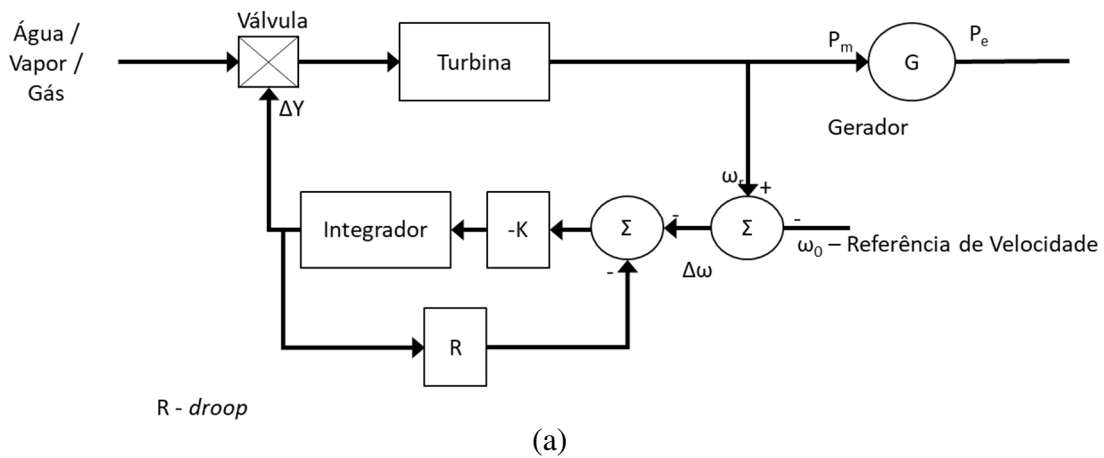 Água /
Vapor /
Gás
Válvula
ΔY
Turbina
Pm
G
Pe
Gerador
ωr
+
-
ω0 – Referência de Velocidade
Σ
Δω
-
Σ
-
-K
Integrador
R
R - droop
(a)